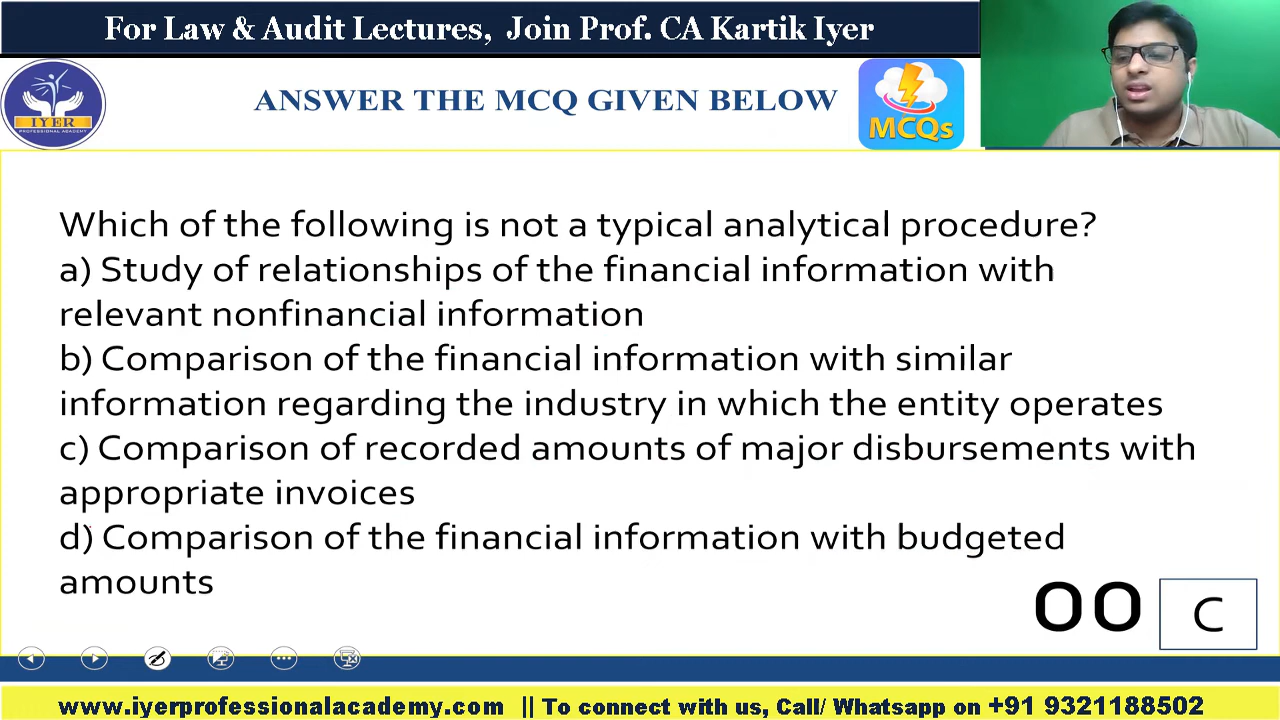 For Law & Audit Lectures, Join Prof. CA Kartik Iyer
IYER
PROFESSIONAL ACADEMY
ANSWER THE MCQ GIVEN BELOW
MCQs
Which of the following is not a typical analytical procedure?
a) Study of relationships of the financial information with
relevant nonfinancial information
b) Comparison of the financial information with similar
information regarding the industry in which the entity operates
c) Comparison of recorded amounts of major disbursements with
appropriate invoices
d) Comparison of the financial information with budgeted
amounts
00
C
www.iyerprofessionalacademy.com || To connect with us, Call/ Whatsapp on +91 9321188502